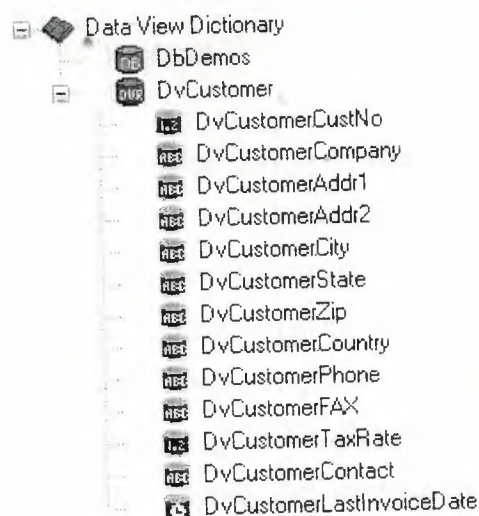 Data View Dictionary
DbDemos
DvCustomer
DvCustomerCustNo
DvCustomerCompany
DvCustomerAddr1
DvCustomerAddr2
DvCustomerCity
DvCustomerState
DvCustomerZip
DvCustomerCountry
DvCustomerPhone
DvCustomerFAX
DvCustomerTaxRate
DvCustomerContact
DvCustomerLastInvoiceDate